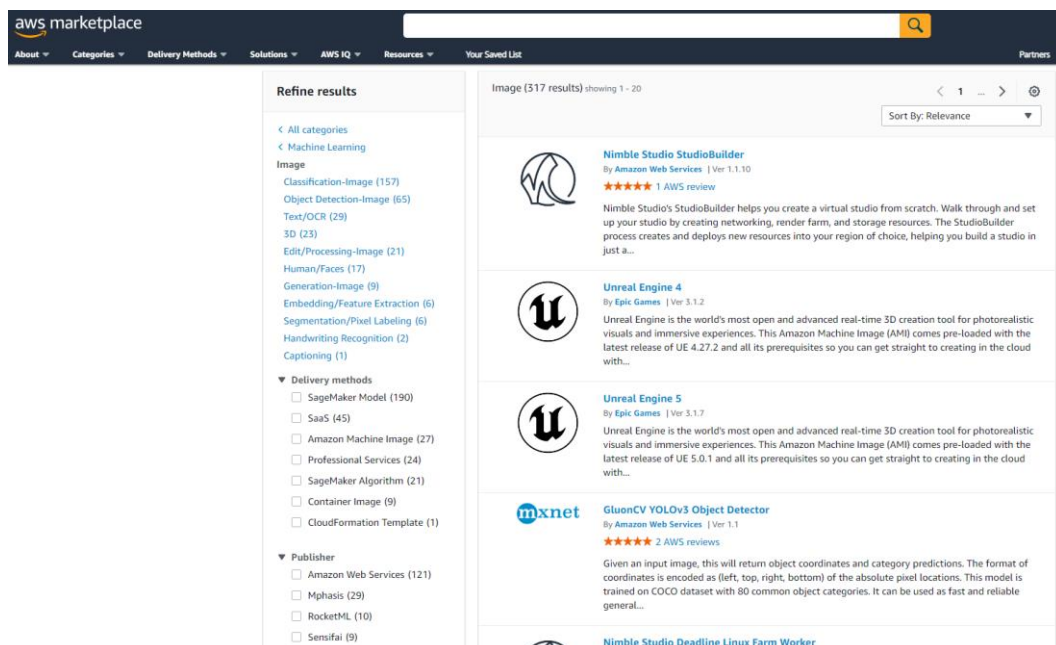 aws marketplace
About Categories Delivery Methods Solutions AWS IQ Resources Your Saved List Partners
Refine results
< All categories
< Machine Learning
Image
Classification-Image (157)
Object Detection-Image (65)
Text/OCR (29)
3D (23)
Edit/Processing-Image (21)
Human/Faces (17)
Generation-Image (9)
Embedding/Feature Extraction (6)
Segmentation/Pixel Labeling (6)
Handwriting Recognition (2)
Captioning (1)
Delivery methods
SageMaker Model (190)
SaaS (45)
Amazon Machine Image (27)
Professional Services (24)
SageMaker Algorithm (21)
Container Image (9)
CloudFormation Template (1)
Publisher
Amazon Web Services (121)
Mphasis (29)
RocketML (10)
Sensifai (9)
Image (317 results) showing 1 - 20
< 1 ... >
Sort By: Relevance
Nimble Studio StudioBuilder
By Amazon Web Services | Ver 1.1.10
1 AWS review
Nimble Studio's StudioBuilder helps you create a virtual studio from scratch. Walk through and set
up your studio by creating networking, render farm, and storage resources. The StudioBuilder
process creates and deploys new resources into your region of choice, helping you build a studio in
just a...
Unreal Engine 4
By Epic Games | Ver 3.1.2
Unreal Engine is the world's most open and advanced real-time 3D creation tool for photorealistic
visuals and immersive experiences. This Amazon Machine Image (AMI) comes pre-loaded with the
latest release of UE 4.27.2 and all its prerequisites so you can get straight to creating in the cloud
with...
Unreal Engine 5
By Epic Games | Ver 3.1.7
Unreal Engine is the world's most open and advanced real-time 3D creation tool for photorealistic
visuals and immersive experiences. This Amazon Machine Image (AMI) comes pre-loaded with the
latest release of UE 5.0.1 and all its prerequisites so you can get straight to creating in the cloud
with...
mxnet
GluonCV YOLOv3 Object Detector
By Amazon Web Services | Ver 1.1
2 AWS reviews
Given an input image, this will return object coordinates and category predictions. The format of
coordinates is encoded as (left, top, right, bottom) of the absolute pixel locations. This model is
trained on COCO dataset with 80 common object categories. It can be used as fast and reliable
general...
Nimble Studio Deadline Linux Farm Worker